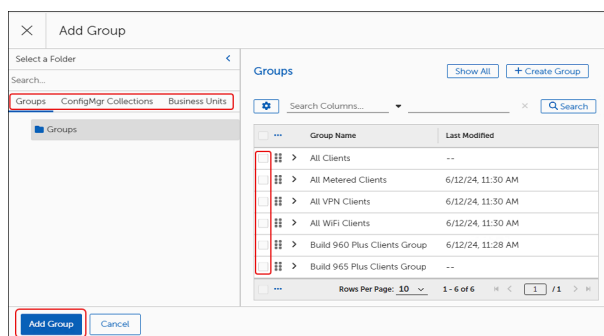 Add Group
Select a Folder
Search...
Groups ConfigMgr Collections Business Units
Groups
Groups
Show All + Create Group
Search Columns... Search
Group Name Last Modified
All Clients --
All Metered Clients 6/12/24, 11:30 AM
All VPN Clients 6/12/24, 11:30 AM
All WiFi Clients 6/12/24, 11:30 AM
Build 960 Plus Clients Group 6/12/24, 11:28 AM
Build 965 Plus Clients Group --
Rows Per Page: 10 1 - 6 of 6 1 / 1
Add Group Cancel